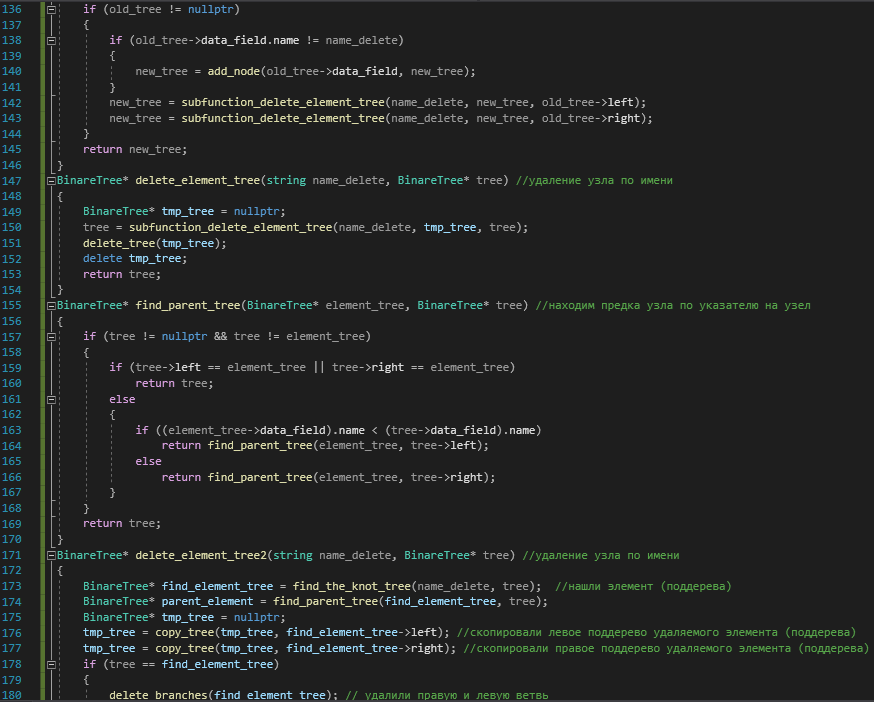 136 if (old_tree != nullptr)
137 {
138 if (old_tree->data_field.name != name_delete)
139 {
140 new_tree = add_node(old_tree->data_field, new_tree);
141 }
142 new_tree = subfunction_delete_element_tree(name_delete, new_tree, old_tree->left);
143 new_tree = subfunction_delete_element_tree(name_delete, new_tree, old_tree->right);
144 }
145 return new_tree;
146 }
147 BinareTree* delete_element_tree(string name_delete, BinareTree* tree) //удаление узла по имени
148 {
149 BinareTree* tmp_tree = nullptr;
150 tree = subfunction_delete_element_tree(name_delete, tmp_tree, tree);
151 delete_tree(tmp_tree);
152 delete tmp_tree;
153 return tree;
154 }
155 BinareTree* find_parent_tree(BinareTree* element_tree, BinareTree* tree) //находим предка узла по указателю на узел
156 {
157 if (tree != nullptr && tree != element_tree)
158 {
159 if (tree->left == element_tree || tree->right == element_tree)
160 return tree;
161 else
162 {
163 if ((element_tree->data_field).name < (tree->data_field).name)
164 return find_parent_tree(element_tree, tree->left);
165 else
166 return find_parent_tree(element_tree, tree->right);
167 }
168 }
169 return tree;
170 }
171 BinareTree* delete_element_tree2(string name_delete, BinareTree* tree) //удаление узла по имени
172 {
173 BinareTree* find_element_tree = find_the_knot_tree(name_delete, tree); //нашли элемент (поддерева)
174 BinareTree* parent_element = find_parent_tree(find_element_tree, tree);
175 BinareTree* tmp_tree = nullptr;
176 tmp_tree = copy_tree(tmp_tree, find_element_tree->left); //скопировали левое поддерево удаляемого элемента (поддерева)
177 tmp_tree = copy_tree(tmp_tree, find_element_tree->right); //скопировали правое поддерево удаляемого элемента (поддерева)
178 if (tree == find_element_tree)
179 {
180 delete_branches(find_element_tree); // удалили правую и левую ветвь